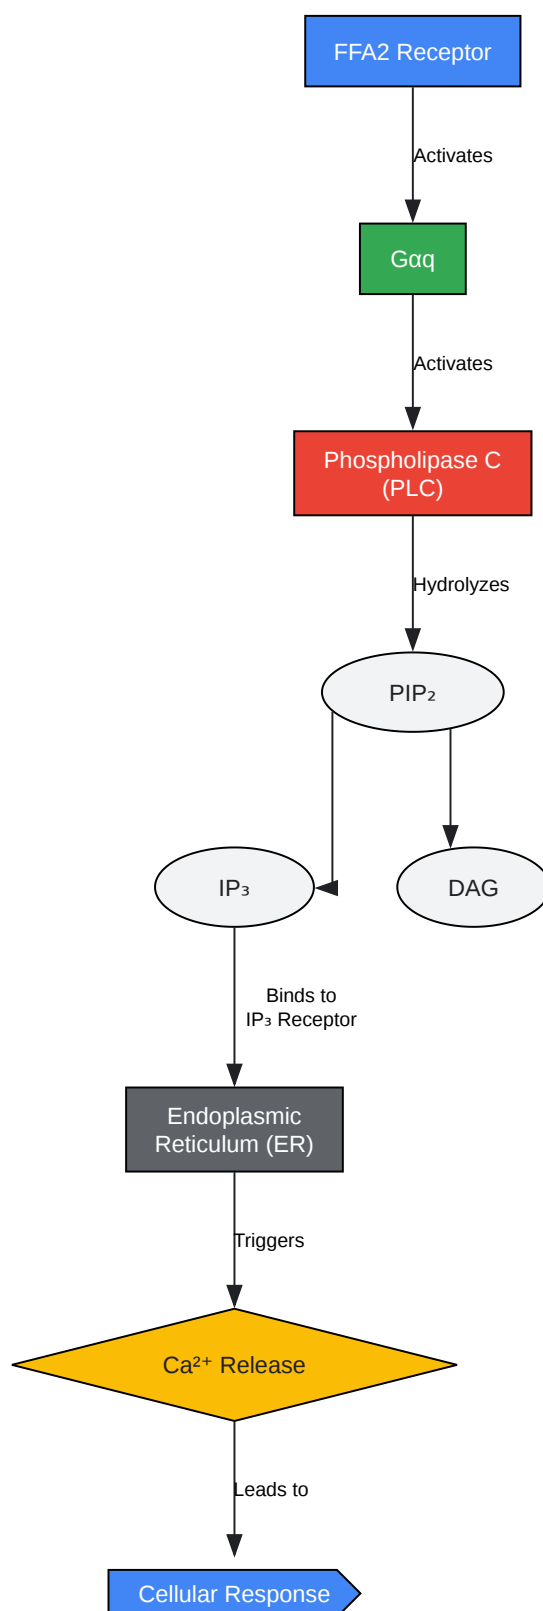 FFA2 Receptor
Activates
Gαq
Activates
Phospholipase C
(PLC)
Hydrolyzes
PIP₂
IP₃
DAG
Binds to
IP₃ Receptor
Endoplasmic
Reticulum (ER)
Triggers
Ca²⁺ Release
Leads to
Cellular Response